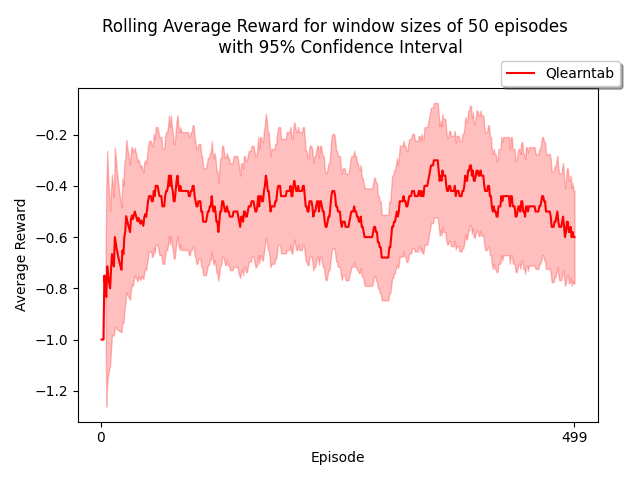 Rolling Average Reward for window sizes of 50 episodes
with 95% Confidence Interval
Qlearntab
−0.2
−0.4
−0.6
−0.8
−1.0
−1.2
Average Reward
0
499
Episode